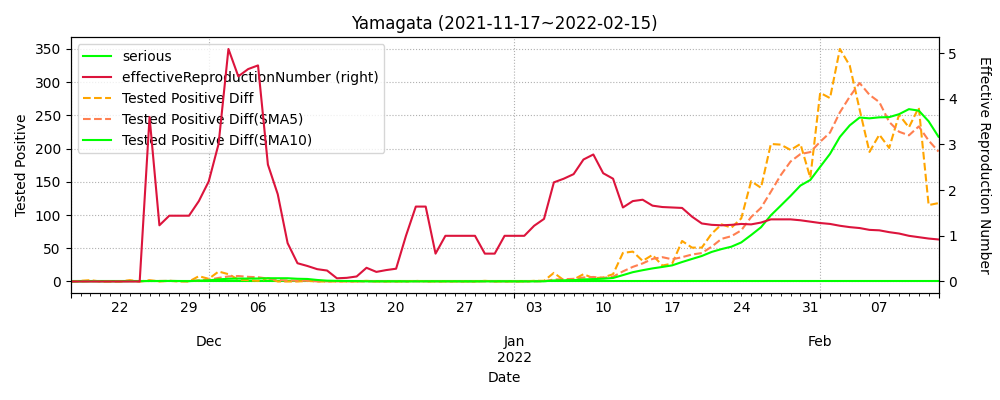 Yamagata (2021-11-17~2022-02-15)
serious
effectiveReproductionNumber (right)
Tested Positive Diff
Tested Positive Diff(SMA5)
Tested Positive Diff(SMA10)
Tested Positive
350
300
250
200
150
100
50
0
Effective Reproduction Number
5
4
3
2
1
0
22 29 06 13 20 27 03 10 17 24 31 07
Dec Jan Feb
2022
Date